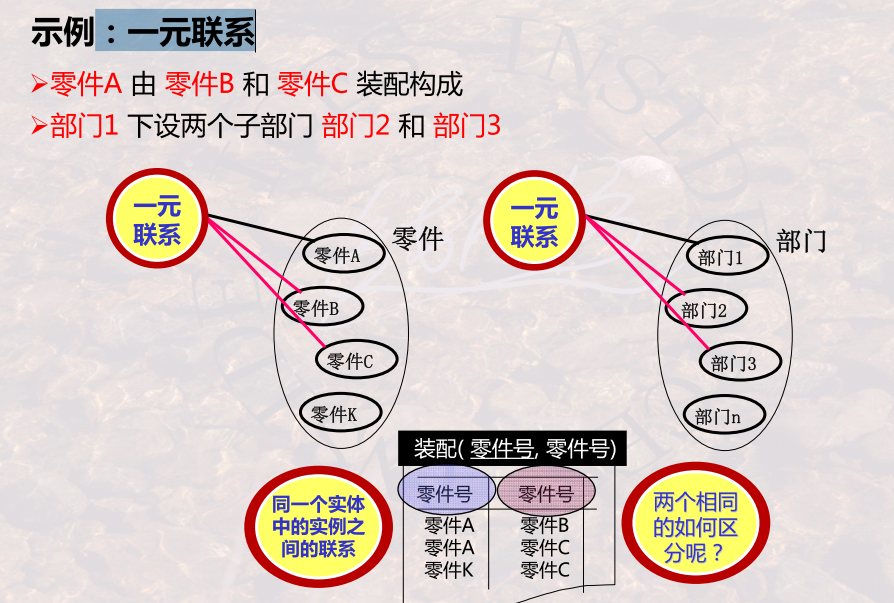 示例：一元联系
➢零件A 由 零件B 和 零件C 装配构成
➢部门1 下设两个子部门 部门2 和 部门3
一元
联系
零件
零件A
零件B
零件C
零件K
一元
联系
部门
部门1
部门2
部门3
部门n
装配( 零件号, 零件号)
零件号 零件号
零件A 零件B
零件A 零件C
零件K 零件C
同一个实体
中的实例之
间的联系
两个相同
的如何区
分呢？